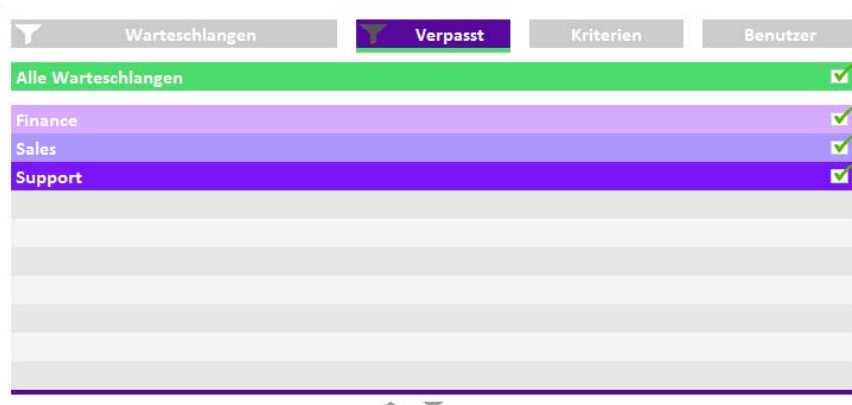 Warteschlangen Verpasst Kriterien Benutzer
Alle Warteschlangen
Finance
Sales
Support